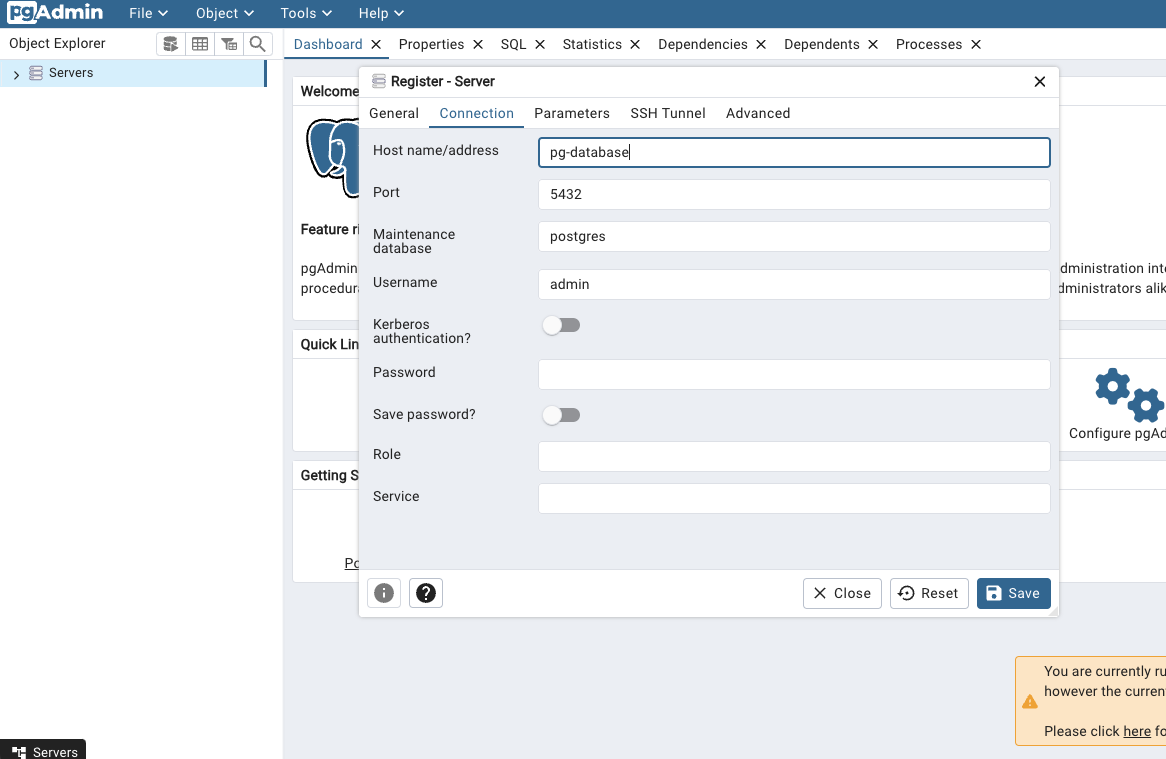 pgAdmin File Object Tools Help
Object Explorer
Dashboard Properties SQL Statistics Dependencies Dependents Processes
Servers
Welcome
Register - Server
General Connection Parameters SSH Tunnel Advanced
Host name/address pg-database
Port 5432
Maintenance
database
postgres
Username admin
Kerberos
authentication?
Password
Save password?
Role
Service
Close Reset Save
Feature ri
pgAdmin
procedura
dministration inte
dministrators alik
Quick Lin
Configure pgAd
Getting S
Po
You are currently ru
however the curren
Please click here fo
Servers